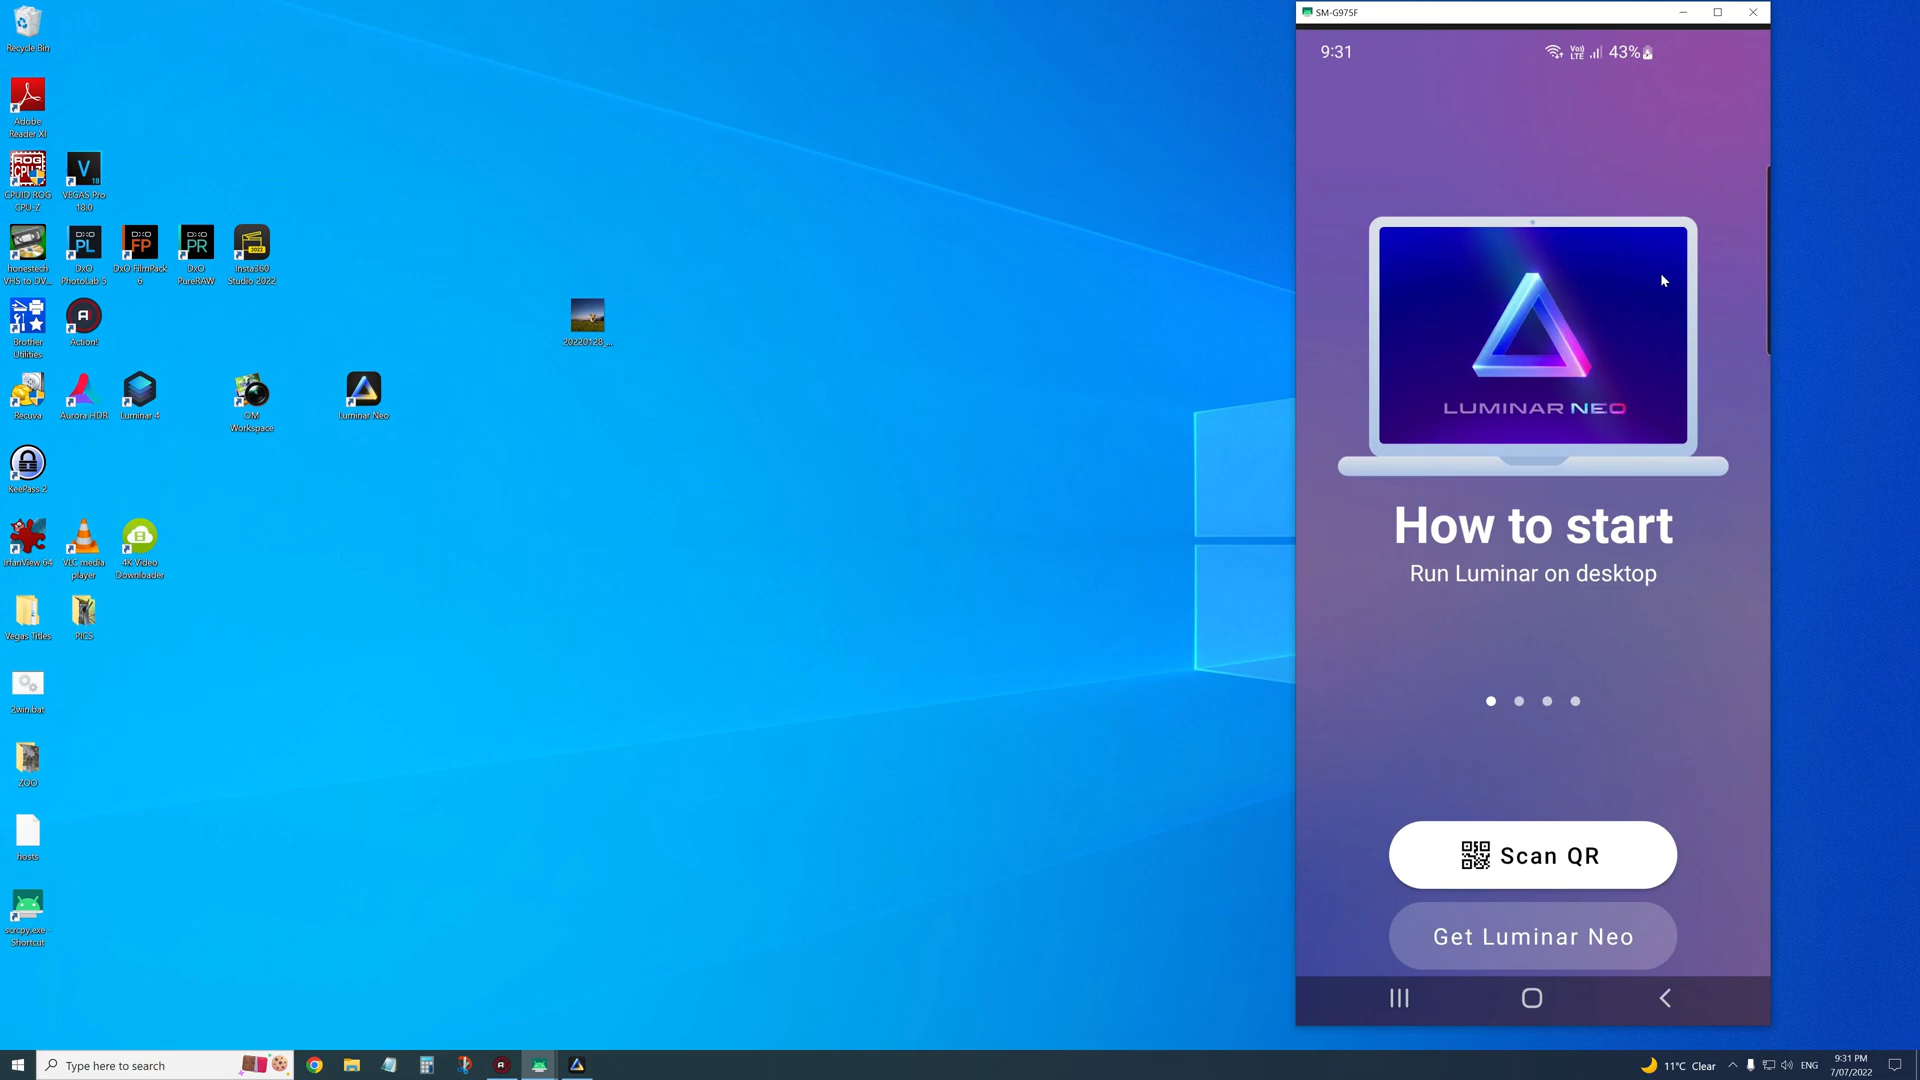 Recycle Bin
Adobe
Reader XI
CPUID ROG
CPU-Z
VEGAS Pro
18.0
honestech
VHS to DV...
DxO
PhotoLab 5
DxO FilmPack
6
DxO
PureRAW
Insta360
Studio 2022
Brother
Utilities
Action!
20220128_...
Recuva
Aurora HDR
Luminar 4
OM
Workspace
Luminar Neo
KeePass 2
IrfanView 64
VLC media
player
4K Video
Downloader
Vegas Titles
PICS
2win.bat
ZOO
hosts
scrcpy.exe -
Shortcut
SM-G975F
9:31
43%
LUMINAR NEO
How to start
Run Luminar on desktop
Scan QR
Get Luminar Neo
Type here to search
11°C Clear
ENG
9:31 PM
7/07/2022